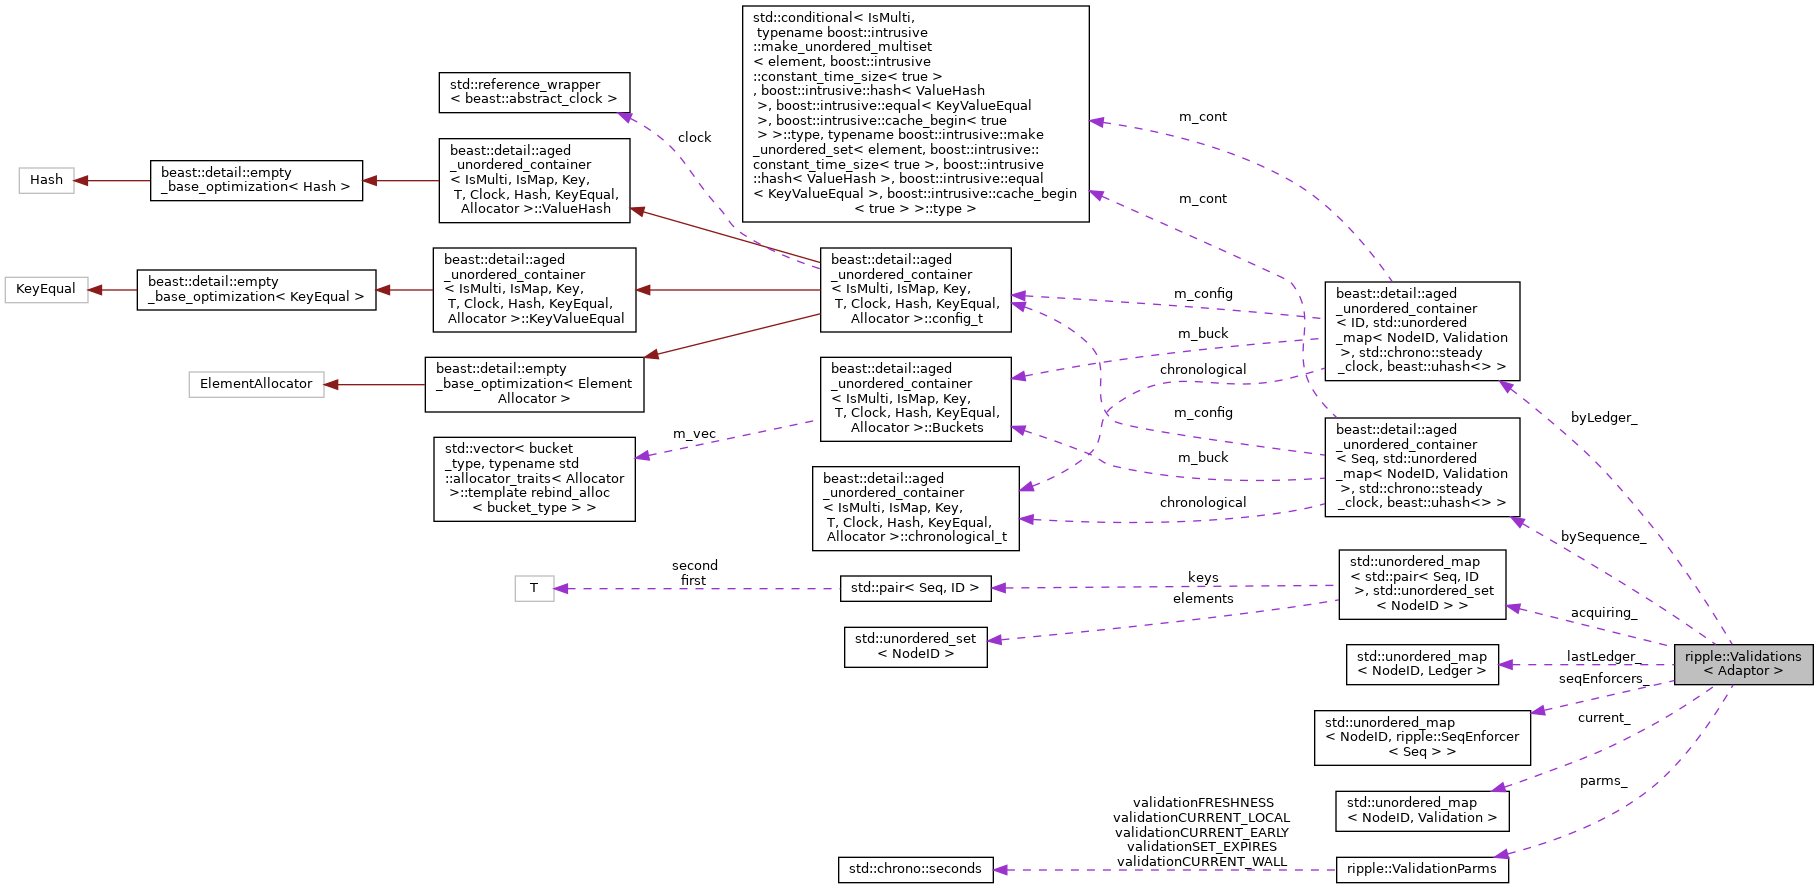 std::conditional< IsMulti,
typename boost::intrusive
::make_unordered_multiset
< element, boost::intrusive
::constant_time_size< true >
, boost::intrusive::hash< ValueHash
>, boost::intrusive::equal< KeyValueEqual
>, boost::intrusive::cache_begin< true
> >::type, typename boost::intrusive::make
_unordered_set< element, boost::intrusive::
constant_time_size< true >, boost::intrusive
::hash< ValueHash >, boost::intrusive::equal
< KeyValueEqual >, boost::intrusive::cache_begin
< true > >::type >
std::reference_wrapper
< beast::abstract_clock >
clock
m_cont
m_cont
Hash
beast::detail::empty
_base_optimization< Hash >
beast::detail::aged
_unordered_container
< IsMulti, IsMap, Key,
T, Clock, Hash, KeyEqual,
Allocator >::ValueHash
KeyEqual
beast::detail::empty
_base_optimization< KeyEqual >
beast::detail::aged
_unordered_container
< IsMulti, IsMap, Key,
T, Clock, Hash, KeyEqual,
Allocator >::KeyValueEqual
beast::detail::aged
_unordered_container
< IsMulti, IsMap, Key,
T, Clock, Hash, KeyEqual,
Allocator >::config_t
m_config
m_buck
chronological
beast::detail::aged
_unordered_container
< ID, std::unordered
_map< NodeID, Validation
>, std::chrono::steady
_clock, beast::uhash<> >
ElementAllocator
beast::detail::empty
_base_optimization< Element
Allocator >
beast::detail::aged
_unordered_container
< IsMulti, IsMap, Key,
T, Clock, Hash, KeyEqual,
Allocator >::Buckets
m_config
m_buck
chronological
beast::detail::aged
_unordered_container
< Seq, std::unordered
_map< NodeID, Validation
>, std::chrono::steady
_clock, beast::uhash<> >
byLedger_
bySequence_
m_vec
std::vector< bucket
_type, typename std
::allocator_traits< Allocator
>::template rebind_alloc
< bucket_type > >
beast::detail::aged
_unordered_container
< IsMulti, IsMap, Key,
T, Clock, Hash, KeyEqual,
Allocator >::chronological_t
T
second
first
std::pair< Seq, ID >
keys
elements
std::unordered_map
< std::pair< Seq, ID
>, std::unordered_set
< NodeID > >
acquiring_
std::unordered_set
< NodeID >
std::unordered_map
< NodeID, Ledger >
lastLedger_
seqEnforcers_
ripple::Validations
< Adaptor >
std::unordered_map
< NodeID, ripple::SeqEnforcer
< Seq > >
current_
parms_
std::unordered_map
< NodeID, Validation >
validationFRESHNESS
validationCURRENT_LOCAL
validationCURRENT_EARLY
validationSET_EXPIRES
validationCURRENT_WALL
std::chrono::seconds
ripple::ValidationParms